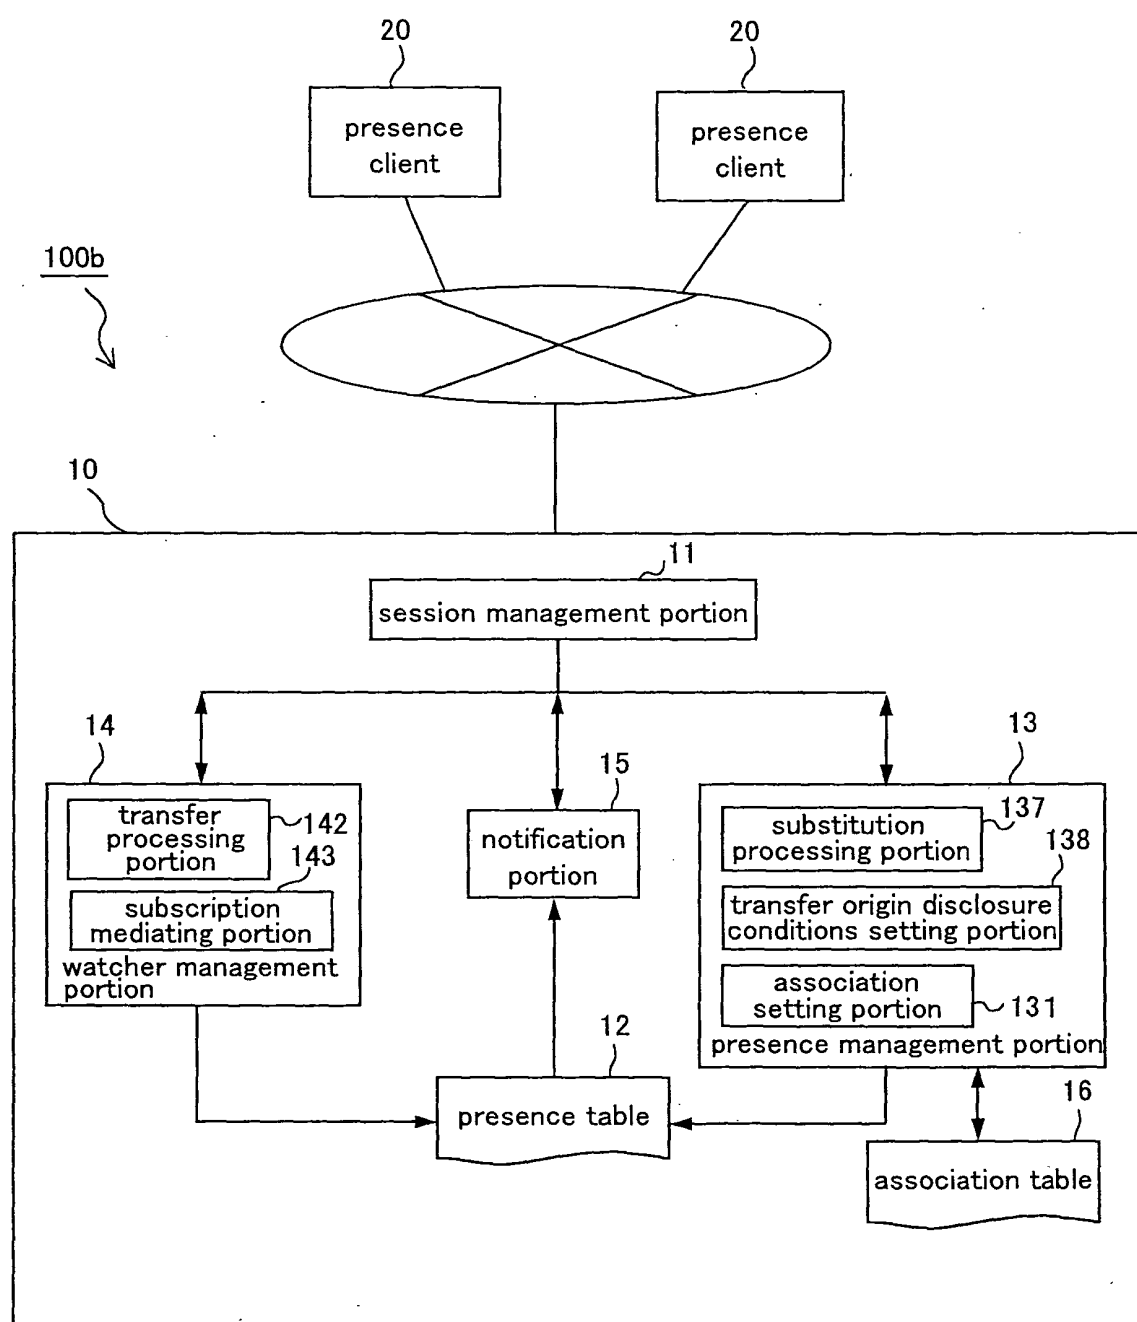 20
20
presence
client
presence
client
100b
10
11
session management portion
14
15
13
transfer
processing
portion
142
143
subscription
mediating portion
watcher management
portion
notification
portion
substitution
processing portion
137
138
transfer origin disclosure
conditions setting portion
association
setting portion
131
presence management portion
12
presence table
16
association table